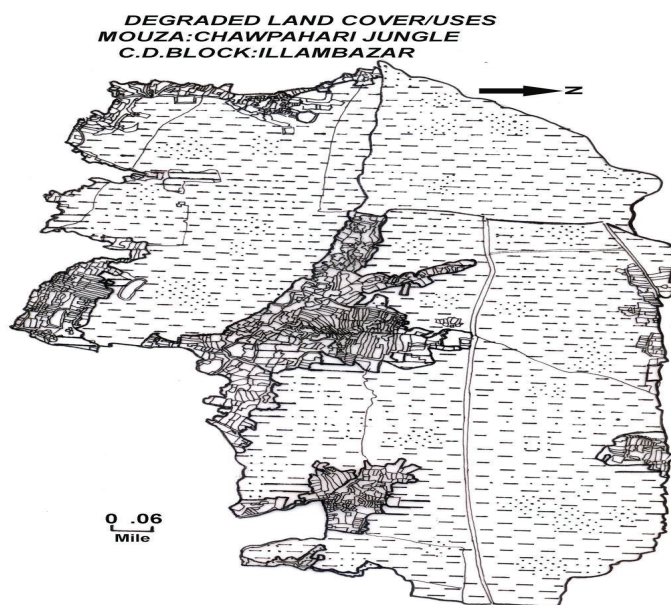 DEGRADED LAND COVER/USES
MOUZA:CHAWPAHARI JUNGLE
C.D.BLOCK:ILLAMBAZAR
N
0 .06
Mile